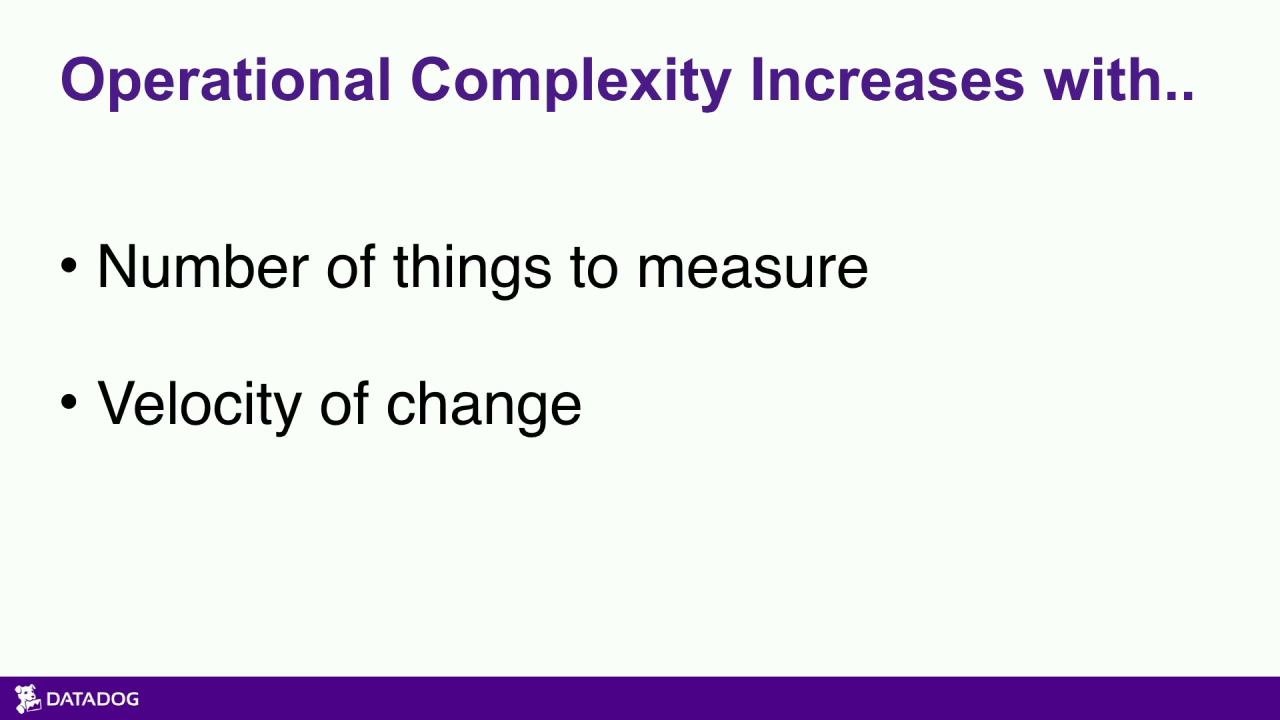 Operational Complexity Increases with..
• Number of things to measure
• Velocity of change
DATADOG